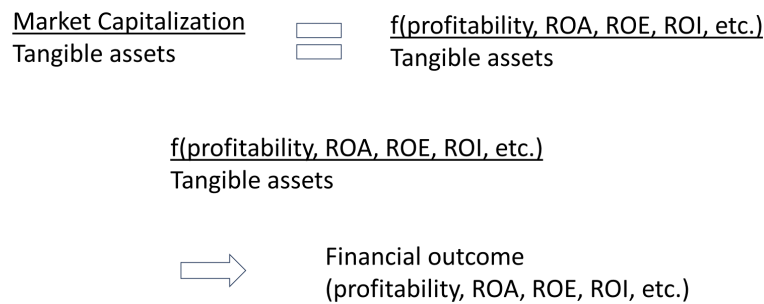 Market Capitalization
Tangible assets
f(profitability, ROA, ROE, ROI, etc.)
Tangible assets
f(profitability, ROA, ROE, ROI, etc.)
Tangible assets
Financial outcome
(profitability, ROA, ROE, ROI, etc.)